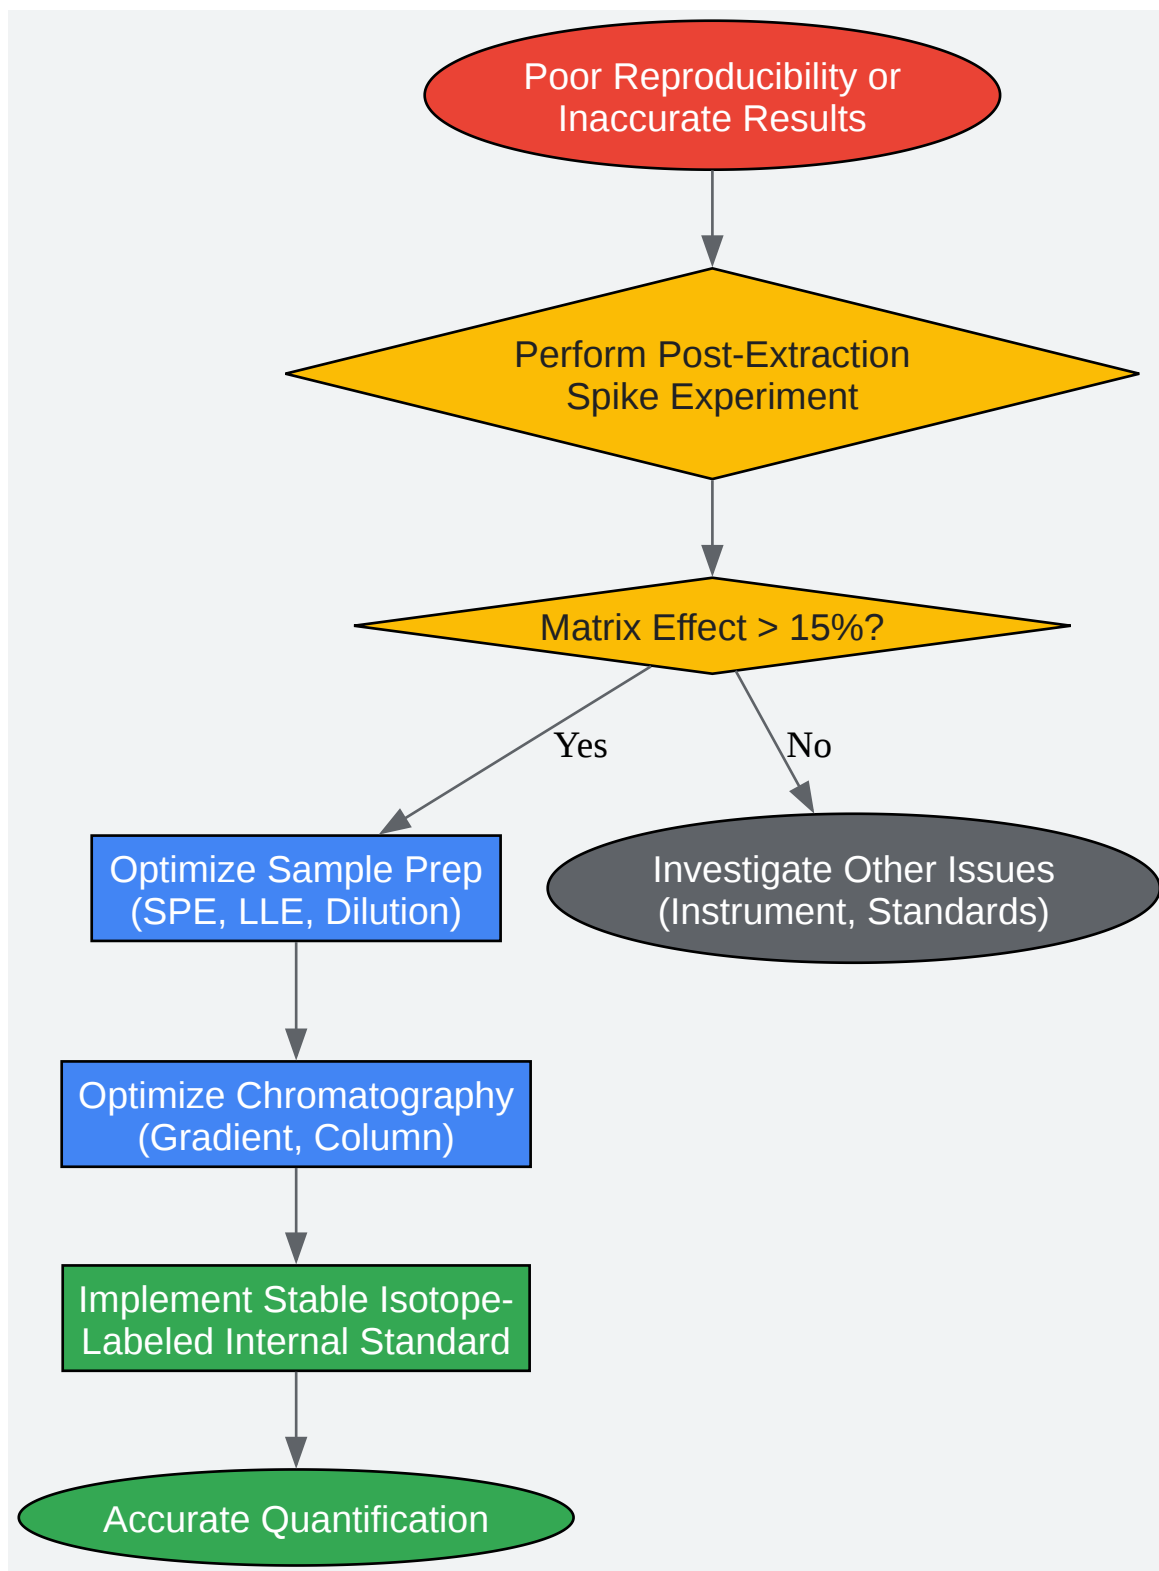 Poor Reproducibility or
Inaccurate Results
Perform Post-Extraction
Spike Experiment
Matrix Effect > 15%?
Yes
No
Optimize Sample Prep
(SPE, LLE, Dilution)
Investigate Other Issues
(Instrument, Standards)
Optimize Chromatography
(Gradient, Column)
Implement Stable Isotope-
Labeled Internal Standard
Accurate Quantification